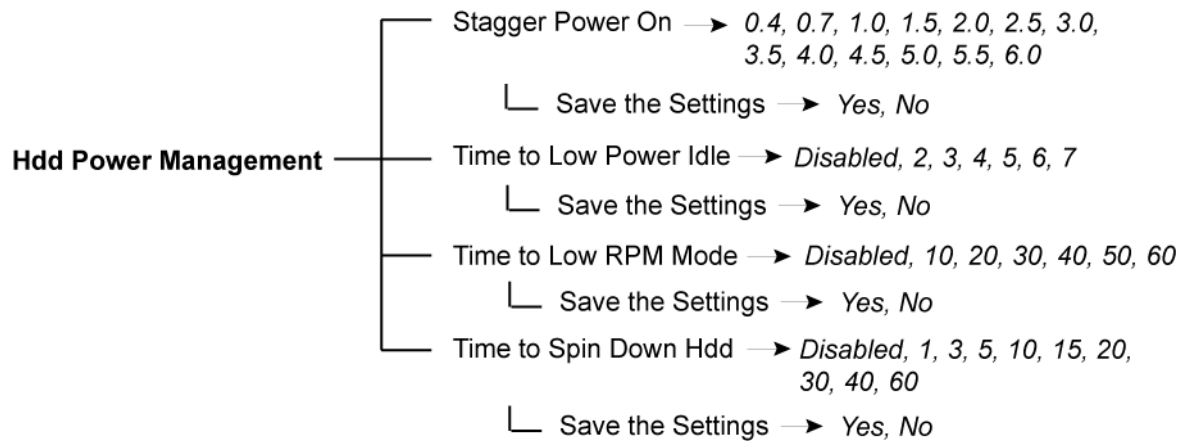 Stagger Power On → 0.4, 0.7, 1.0, 1.5, 2.0, 2.5, 3.0,
3.5, 4.0, 4.5, 5.0, 5.5, 6.0
Save the Settings → Yes, No
Hdd Power Management
Time to Low Power Idle → Disabled, 2, 3, 4, 5, 6, 7
Save the Settings → Yes, No
Time to Low RPM Mode → Disabled, 10, 20, 30, 40, 50, 60
Save the Settings → Yes, No
Time to Spin Down Hdd → Disabled, 1, 3, 5, 10, 15, 20,
30, 40, 60
Save the Settings → Yes, No